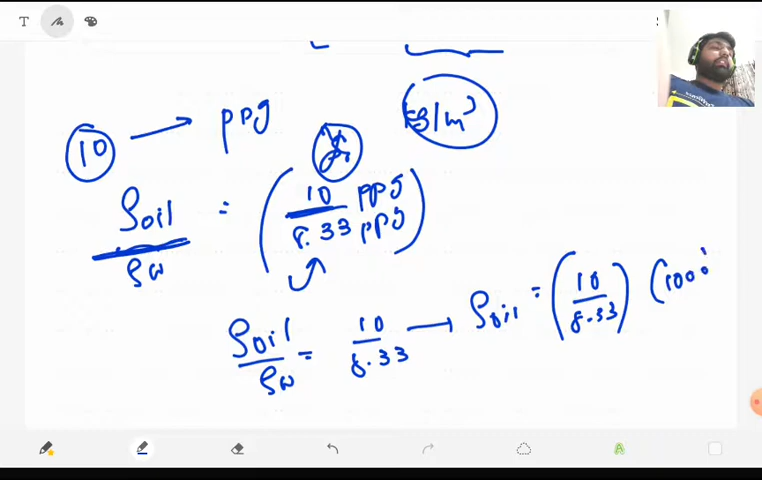 10 → ppg kg/m³
ρoil / ρw = (10 ppg / 8.33 ppg)
ρoil / ρw = 10 / 8.33 → ρoil = (10 / 8.33) (1000